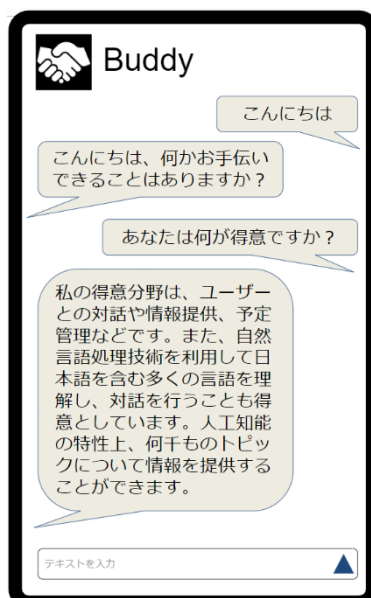 Buddy
こんにちは
こんにちは、何かお手伝い
できることはありますか？
あなたは何が得意ですか？
私の得意分野は、ユーザー
との対話や情報提供、予定
管理などです。また、自然
言語処理技術を利用して日
本語を含む多くの言語を理
解し、対話を行うことも得
意としています。人工知能
の特性上、何千ものトピッ
クについて情報を提供する
ことができます。
テキストを入力